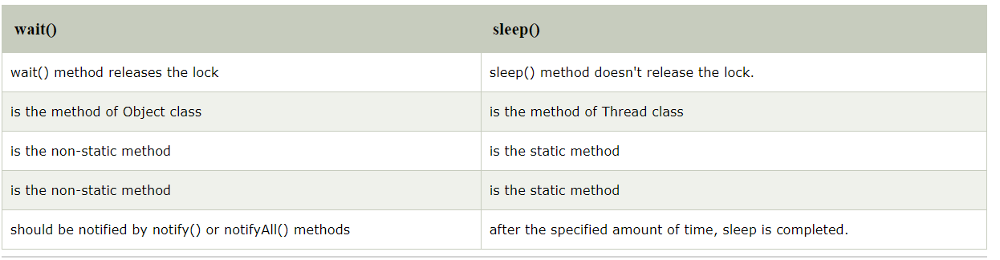 wait() sleep()
wait() method releases the lock sleep() method doesn't release the lock.
is the method of Object class is the method of Thread class
is the non-static method is the static method
is the non-static method is the static method
should be notified by notify() or notifyAll() methods after the specified amount of time, sleep is completed.